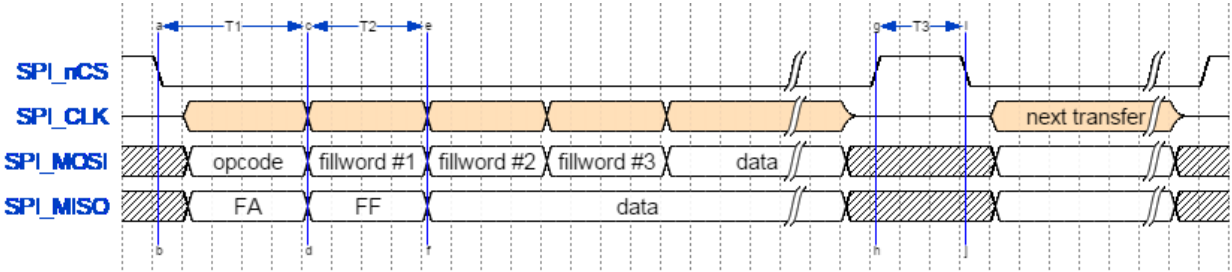 a T1 c T2 e g T3 i
SPI_nCS
SPI_CLK next transfer
SPI_MOSI opcode fillword #1 fillword #2 fillword #3 data
SPI_MISO FA FF data
b d f h j